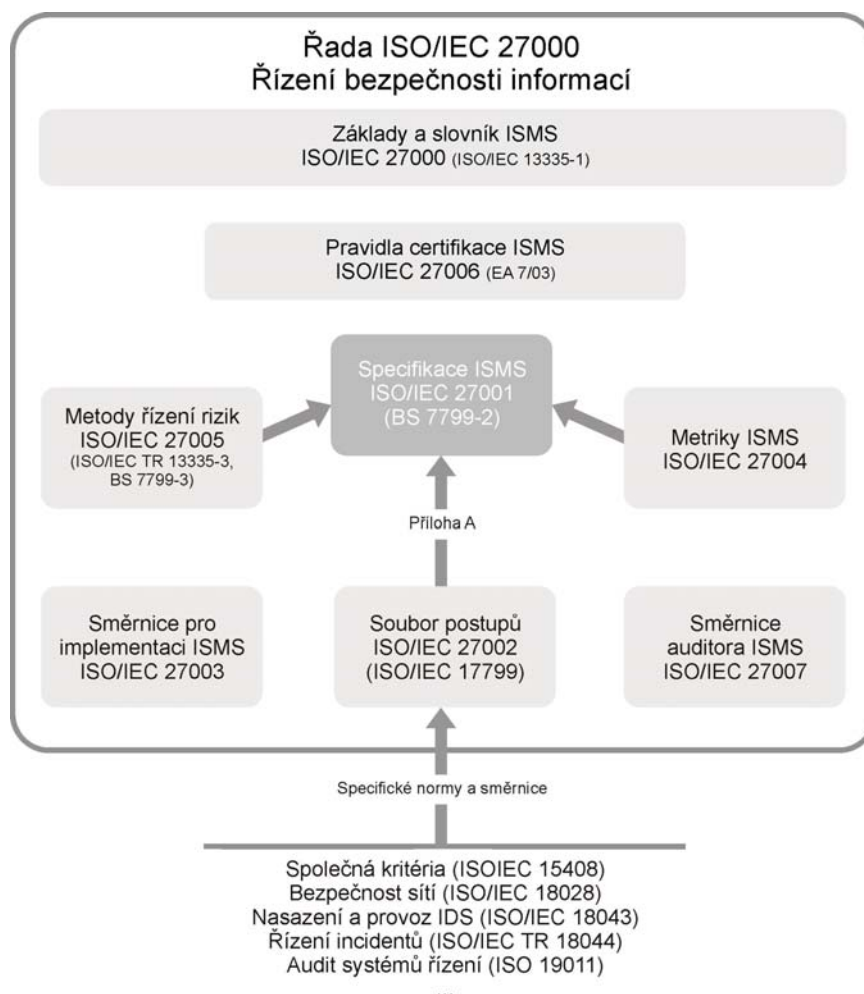 Řada ISO/IEC 27000
Řízení bezpečnosti informací
Základy a slovník ISMS
ISO/IEC 27000 (ISO/IEC 13335-1)
Pravidla certifikace ISMS
ISO/IEC 27006 (EA 7/03)
Specifikace ISMS
ISO/IEC 27001
(BS 7799-2)
Metody řízení rizik
ISO/IEC 27005
(ISO/IEC TR 13335-3,
BS 7799-3)
Metriky ISMS
ISO/IEC 27004
Příloha A
Směrnice pro
implementaci ISMS
ISO/IEC 27003
Soubor postupů
ISO/IEC 27002
(ISO/IEC 17799)
Směrnice
auditora ISMS
ISO/IEC 27007
Specifické normy a směrnice
Společná kritéria (ISOIEC 15408)
Bezpečnost sítí (ISO/IEC 18028)
Nasazení a provoz IDS (ISO/IEC 18043)
Řízení incidentů (ISO/IEC TR 18044)
Audit systémů řízení (ISO 19011)